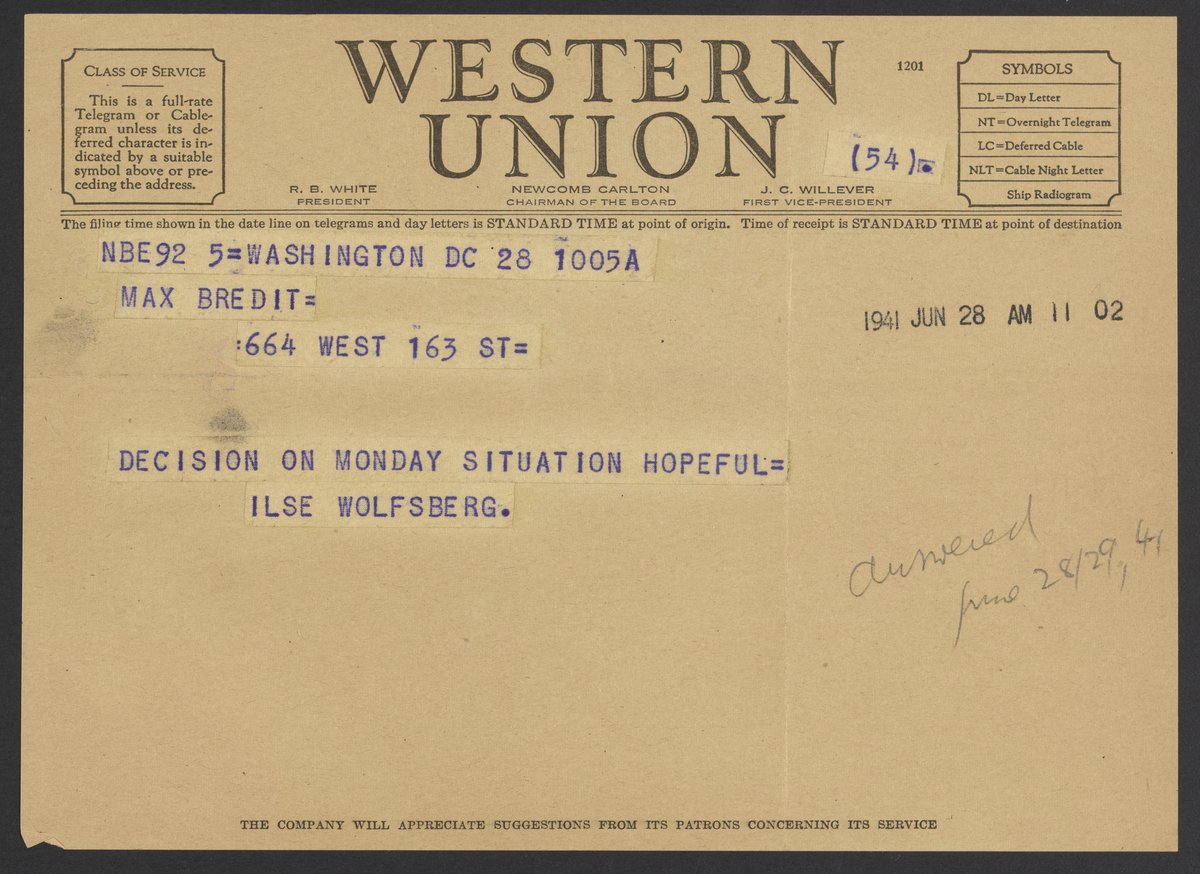 CLASS OF SERVICE
This is a full-rate
Telegram or Cable-
gram unless its de-
ferred character is in-
dicated by a suitable
symbol above or pre-
ceding the address.
WESTERN
UNION
1201
(54).
SYMBOLS
DL=Day Letter
NT=Overnight Telegram
LC=Deferred Cable
NLT=Cable Night Letter
Ship Radiogram
R. B. WHITE
PRESIDENT
NEWCOMB CARLTON
CHAIRMAN OF THE BOARD
J. C. WILLEVER
FIRST VICE-PRESIDENT
The filing time shown in the date line on telegrams and day letters is STANDARD TIME at point of origin. Time of receipt is STANDARD TIME at point of destination
NBE92 5=WASHINGTON DC 28 1005A
MAX BREDIT=
:664 WEST 163 ST=
1941 JUN 28 AM 11 02
DECISION ON MONDAY SITUATION HOPEFUL=
ILSE WOLFSBERG.
answered
june 28/29, 41
THE COMPANY WILL APPRECIATE SUGGESTIONS FROM ITS PATRONS CONCERNING ITS SERVICE